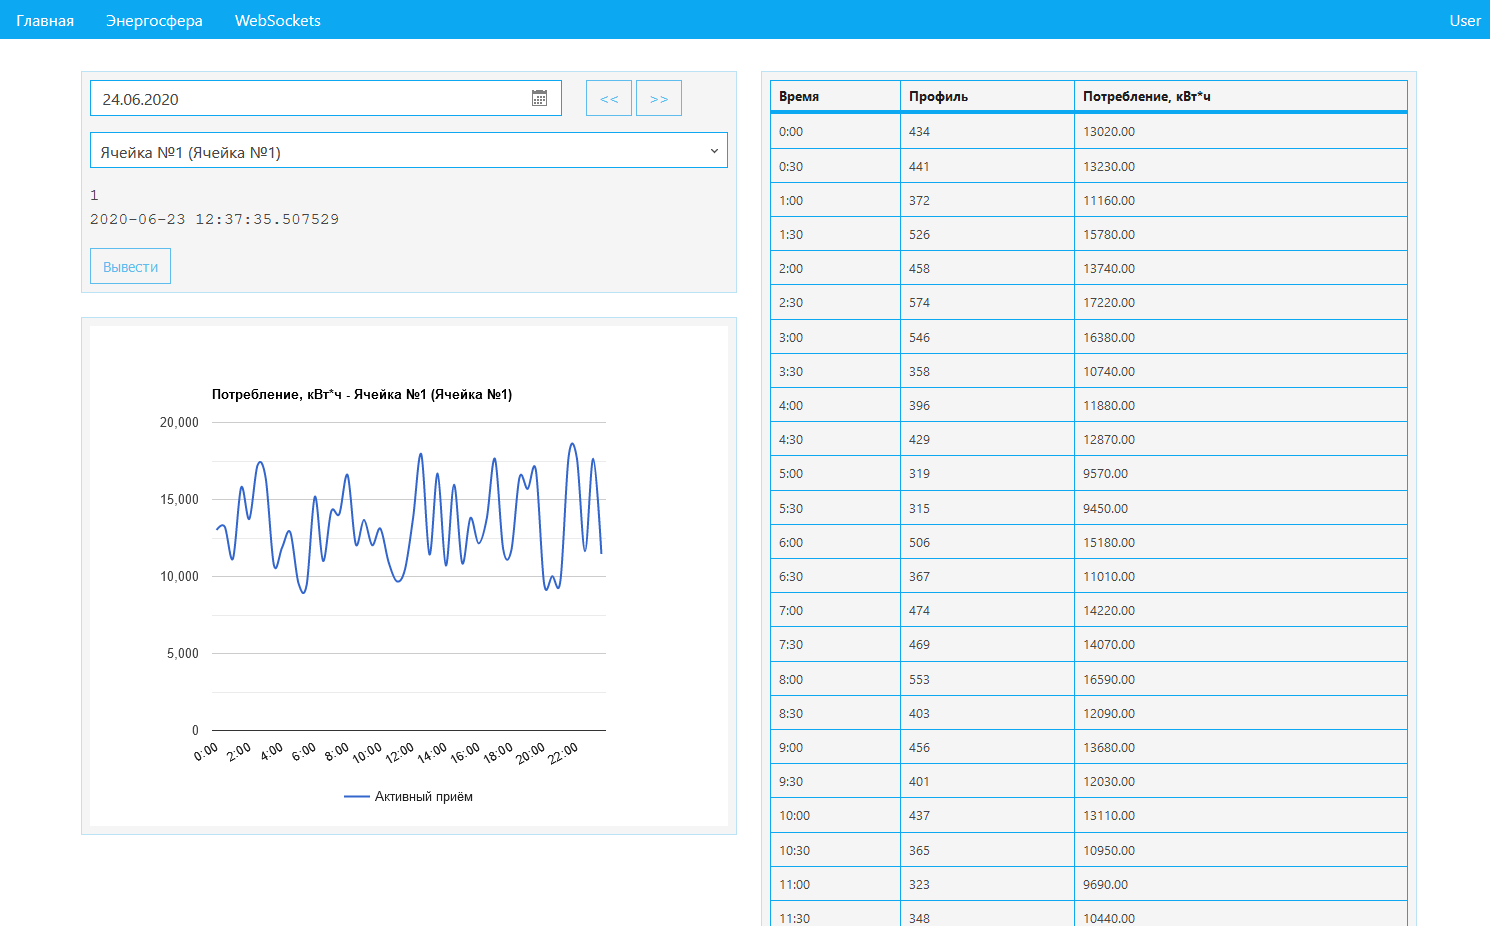 Главная Энергосфера WebSockets User
24.06.2020 << >>
Ячейка №1 (Ячейка №1)
1
2020-06-23 12:37:35.507529
Вывести
Потребление, кВт*ч - Ячейка №1 (Ячейка №1)
20,000
15,000
10,000
5,000
0
0:00 2:00 4:00 6:00 8:00 10:00 12:00 14:00 16:00 18:00 20:00 22:00
Активный приём
Время Профиль Потребление, кВт*ч
0:00 434 13020.00
0:30 441 13230.00
1:00 372 11160.00
1:30 526 15780.00
2:00 458 13740.00
2:30 574 17220.00
3:00 546 16380.00
3:30 358 10740.00
4:00 396 11880.00
4:30 429 12870.00
5:00 319 9570.00
5:30 315 9450.00
6:00 506 15180.00
6:30 367 11010.00
7:00 474 14220.00
7:30 469 14070.00
8:00 553 16590.00
8:30 403 12090.00
9:00 456 13680.00
9:30 401 12030.00
10:00 437 13110.00
10:30 365 10950.00
11:00 323 9690.00
11:30 348 10440.00